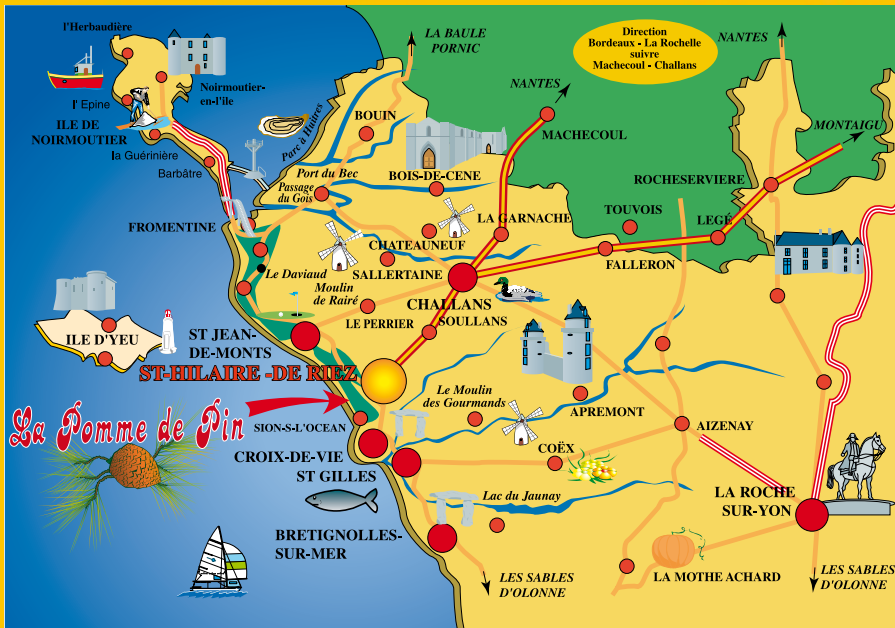 l'Herbaudière
Noirmoutier-
en-l'ile
l' Epine
ILE DE
NOIRMOUTIER
la Guérinière
Barbâtre
FROMENTINE
Parc à Huîtres
LA BAULE
PORNIC
BOUIN
Port du Bec
Passage
du Gois
BOIS-DE-CENE
Direction
Bordeaux - La Rochelle
suivre
Machecoul - Challans
NANTES
MACHECOUL
NANTES
MONTAIGU
ROCHESERVIERE
TOUVOIS
LEGÉ
LA GARNACHE
CHATEAUNEUF
SALLERTAINE
FALLERON
Le Daviaud
Moulin
de Rairé
CHALLANS
LE PERRIER
SOULLANS
ILE D'YEU
ST JEAN-
DE-MONTS
ST-HILAIRE -DE RIEZ
La Pomme de Pin
SION-S-L'OCEAN
Le Moulin
des Gourmands
APREMONT
AIZENAY
CROIX-DE-VIE
ST GILLES
COËX
LA ROCHE
SUR-YON
Lac du Jaunay
BRETIGNOLLES-
SUR-MER
LA MOTHE ACHARD
LES SABLES
D'OLONNE
LES SABLES
D'OLONNE